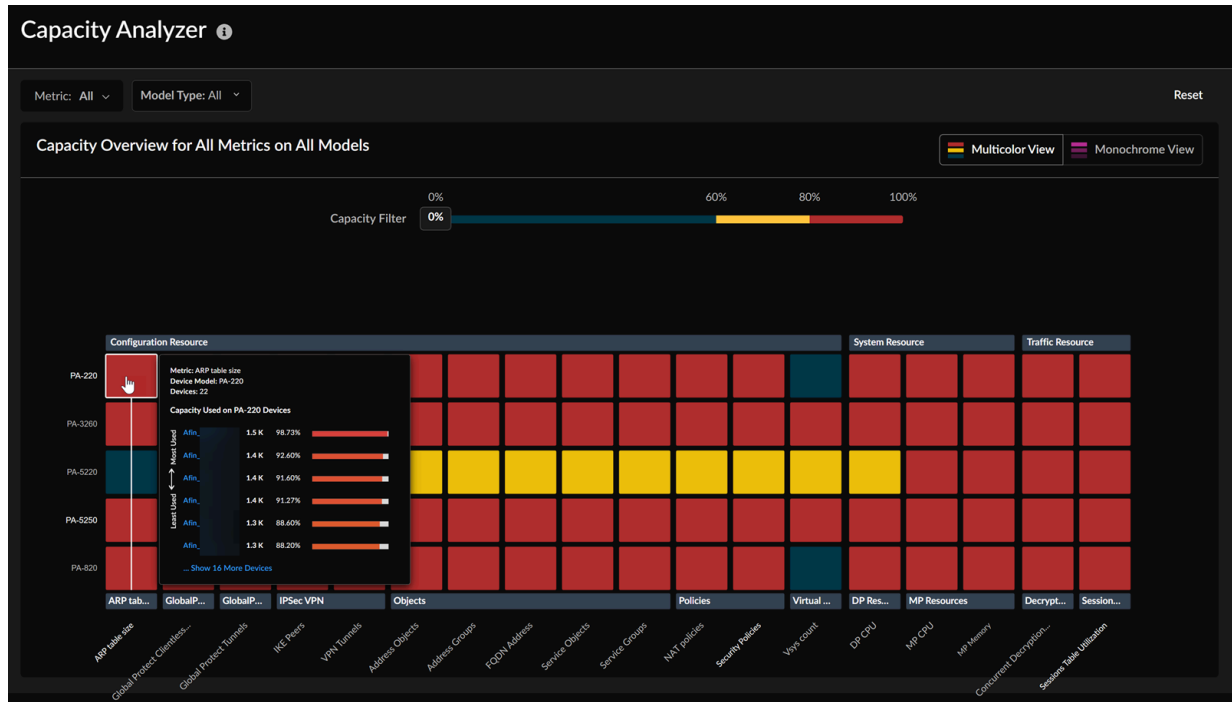 Capacity Analyzer
Metric: All
Model Type: All
Reset
Capacity Overview for All Metrics on All Models
Multicolor View
Monochrome View
0% 60% 80% 100%
Capacity Filter 0%
Configuration Resource System Resource Traffic Resource
PA-220
PA-3260
PA-5220
PA-5250
PA-820
Metric: ARP table size
Device Model: PA-220
Devices: 22
Capacity Used on PA-220 Devices
Most Used
Least Used
Afin_ 1.5 K 98.73%
Afin_ 1.4 K 92.60%
Afin_ 1.4 K 91.60%
Afin_ 1.4 K 91.27%
Afin_ 1.3 K 88.60%
Afin_ 1.3 K 88.20%
... Show 16 More Devices
ARP tab... GlobalP... GlobalP... IPSec VPN Objects Policies Virtual ... DP Res... MP Resources Decrypt... Session...
ARP table size
Global Protect Clientless...
Global Protect Tunnels
IKE Peers
VPN Tunnels
Address Objects
Address Groups
FQDN Address
Service Objects
Service Groups
NAT policies
Security Policies
Vsys count
DP CPU
MP CPU
MP Memory
Concurrent Decryption...
Sessions Table Utilization